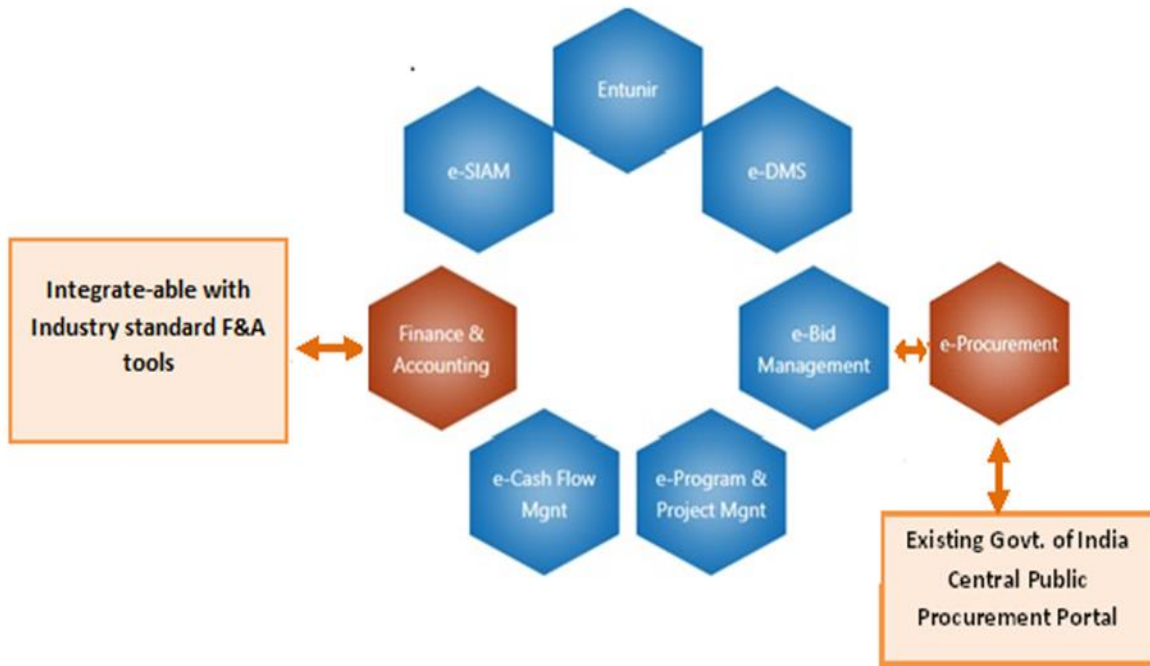 Entunir
e-SIAM
e-DMS
Integrate-able with
Industry standard F&A
tools
Finance &
Accounting
e-Bid
Management
e-Procurement
e-Cash Flow
Mgnt
e-Program &
Project Mgnt
Existing Govt. of India
Central Public
Procurement Portal